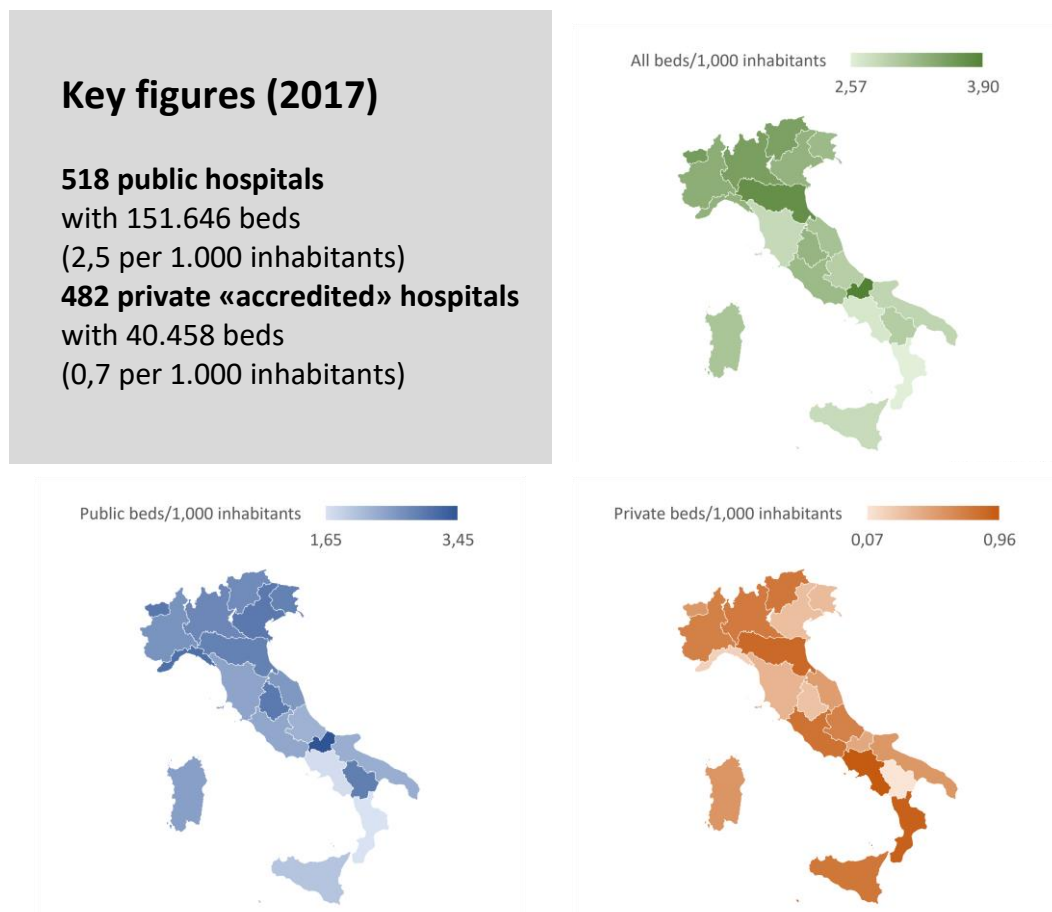 Key figures (2017)
518 public hospitals
with 151.646 beds
(2,5 per 1.000 inhabitants)
482 private «accredited» hospitals
with 40.458 beds
(0,7 per 1.000 inhabitants)
All beds/1,000 inhabitants
2,57 3,90
Public beds/1,000 inhabitants
1,65 3,45
Private beds/1,000 inhabitants
0,07 0,96